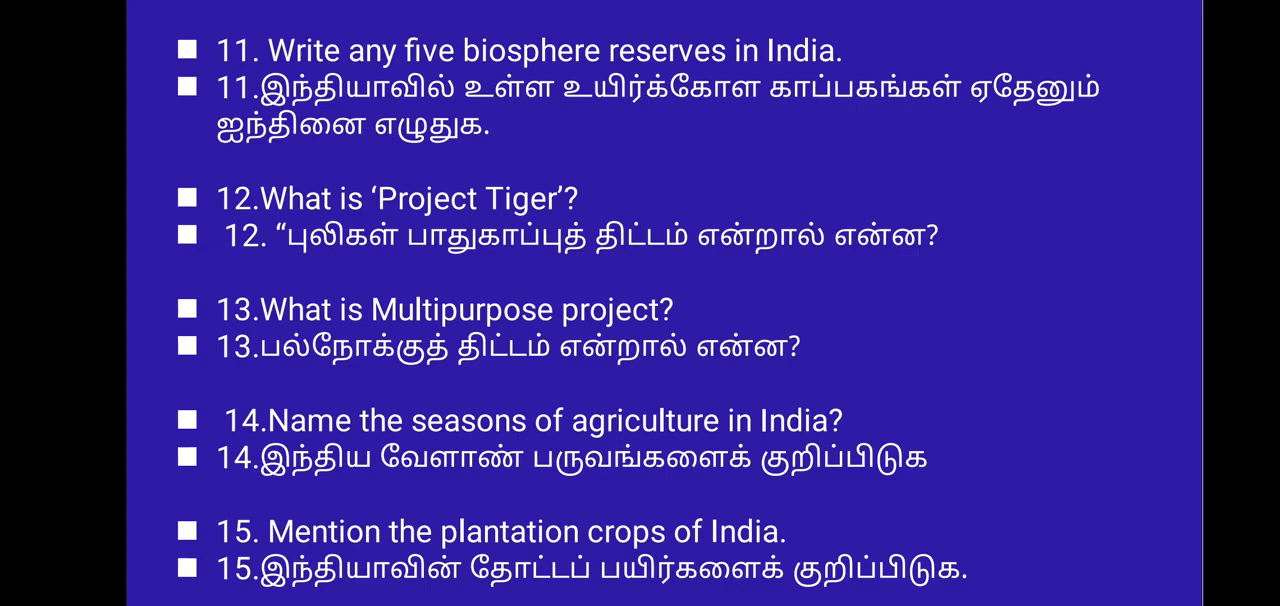 11. Write any five biosphere reserves in India.
11.இந்தியாவில் உள்ள உயிர்க்கோள காப்பகங்கள் ஏதேனும்
ஐந்தினை எழுதுக.
12.What is ‘Project Tiger’?
12. “புலிகள் பாதுகாப்புத் திட்டம் என்றால் என்ன?
13.What is Multipurpose project?
13.பல்நோக்குத் திட்டம் என்றால் என்ன?
14.Name the seasons of agriculture in India?
14.இந்திய வேளாண் பருவங்களைக் குறிப்பிடுக
15. Mention the plantation crops of India.
15.இந்தியாவின் தோட்டப் பயிர்களைக் குறிப்பிடுக.